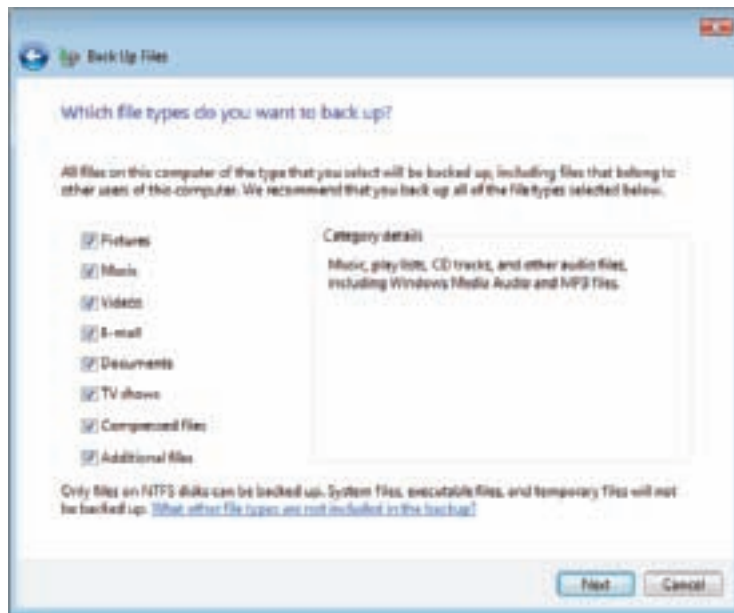 Back Up Files
Which file types do you want to back up?
All files on this computer of the type that you select will be backed up, including files that belong to
other users of this computer. We recommend that you back up all of the file types selected below.
Pictures
Music
Videos
E-mail
Documents
TV shows
Compressed files
Additional files
Category details
Music, play lists, CD tracks, and other audio files,
including Windows Media Audio and MP3 files.
Only files on NTFS disks can be backed up. System files, executable files, and temporary files will not
be backed up. What other file types are not included in the backup?
Next
Cancel